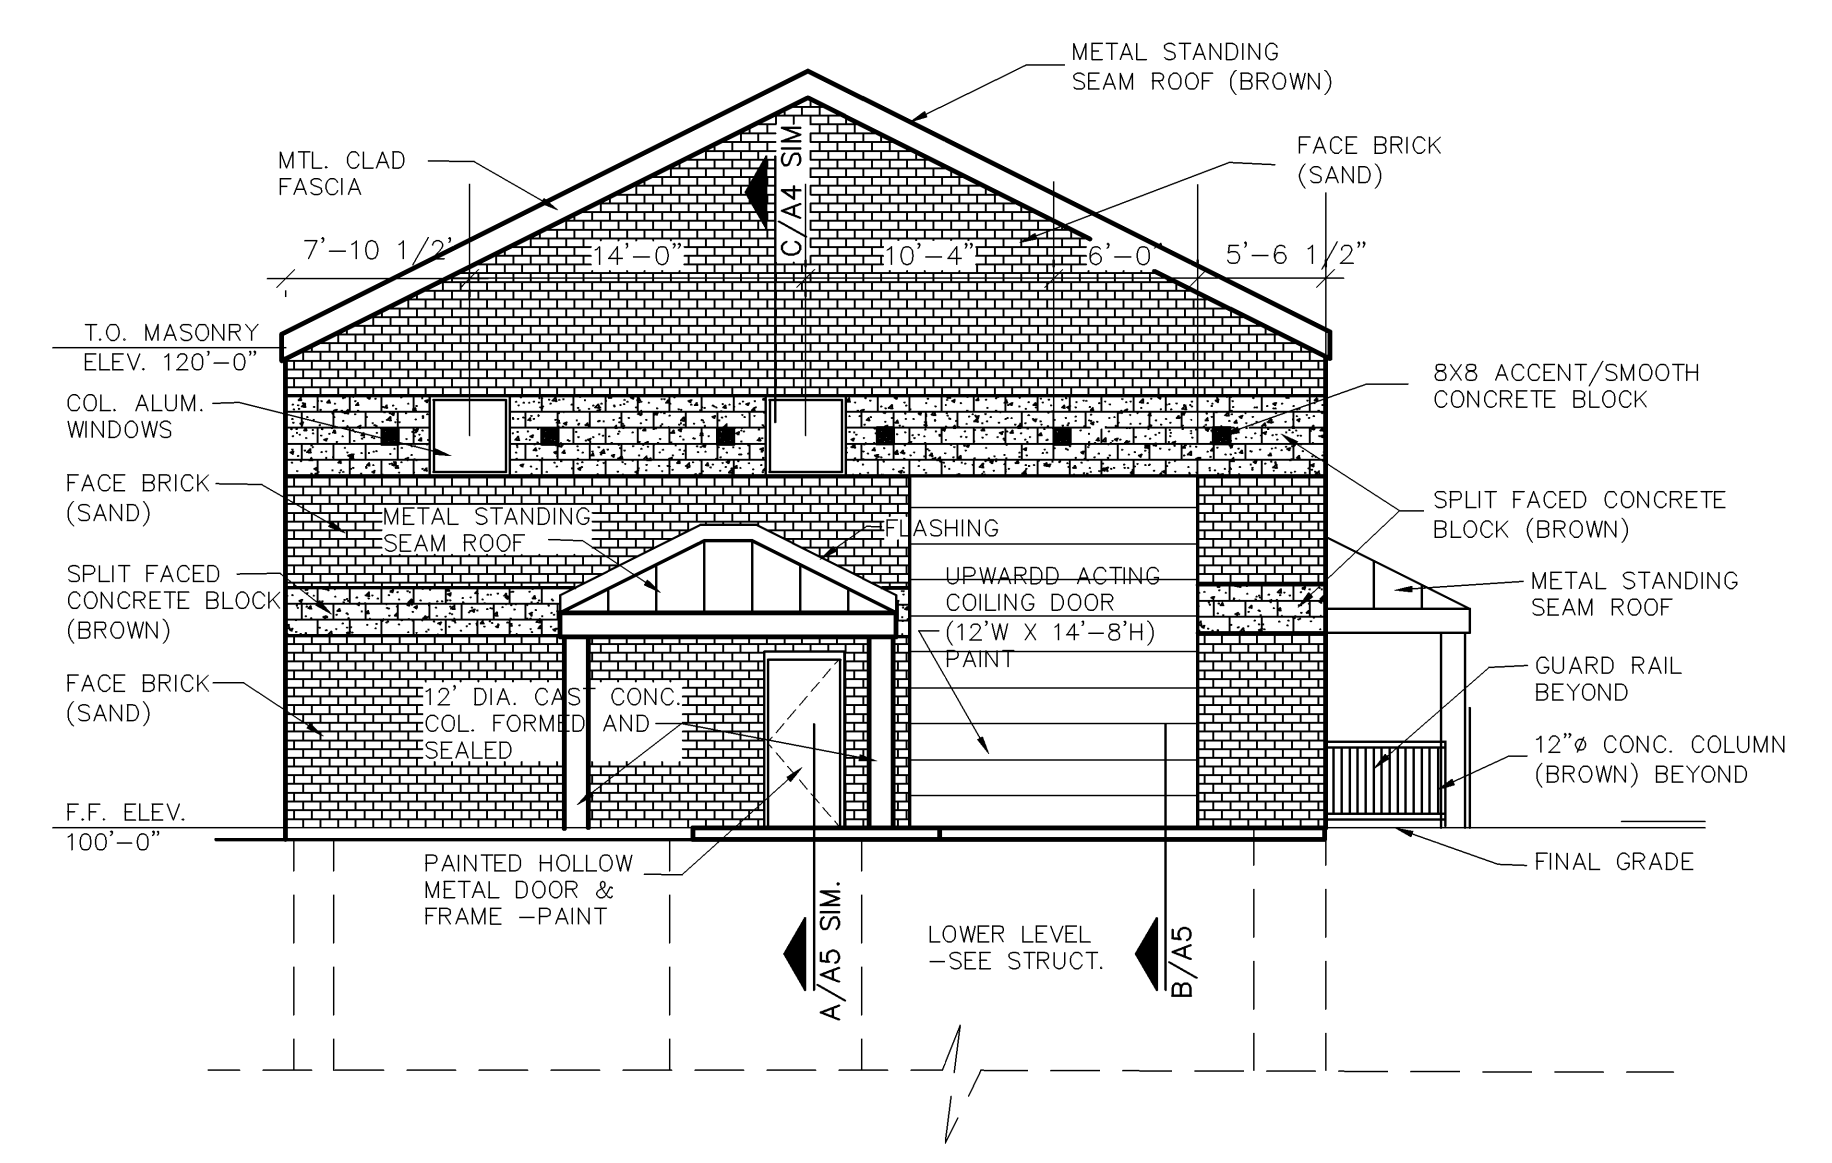 METAL STANDING
SEAM ROOF (BROWN)
FACE BRICK
(SAND)
MTL. CLAD
FASCIA
C/A4 SIM.
7'-10 1/2'
14'-0"
10'-4"
6'-0"
5'-6 1/2"
T.O. MASONRY
ELEV. 120'-0"
COL. ALUM.
WINDOWS
8X8 ACCENT/SMOOTH
CONCRETE BLOCK
FACE BRICK
(SAND)
METAL STANDING
SEAM ROOF
FLASHING
SPLIT FACED CONCRETE
BLOCK (BROWN)
SPLIT FACED
CONCRETE BLOCK
(BROWN)
UPWARDD ACTING
COILING DOOR
(12'W X 14'-8'H)
PAINT
METAL STANDING
SEAM ROOF
FACE BRICK
(SAND)
12' DIA. CAST CONC.
COL. FORMED AND
SEALED
GUARD RAIL
BEYOND
12"ø CONC. COLUMN
(BROWN) BEYOND
F.F. ELEV.
100'-0"
PAINTED HOLLOW
METAL DOOR &
FRAME -PAINT
FINAL GRADE
A/A5 SIM.
LOWER LEVEL
-SEE STRUCT.
B/A5